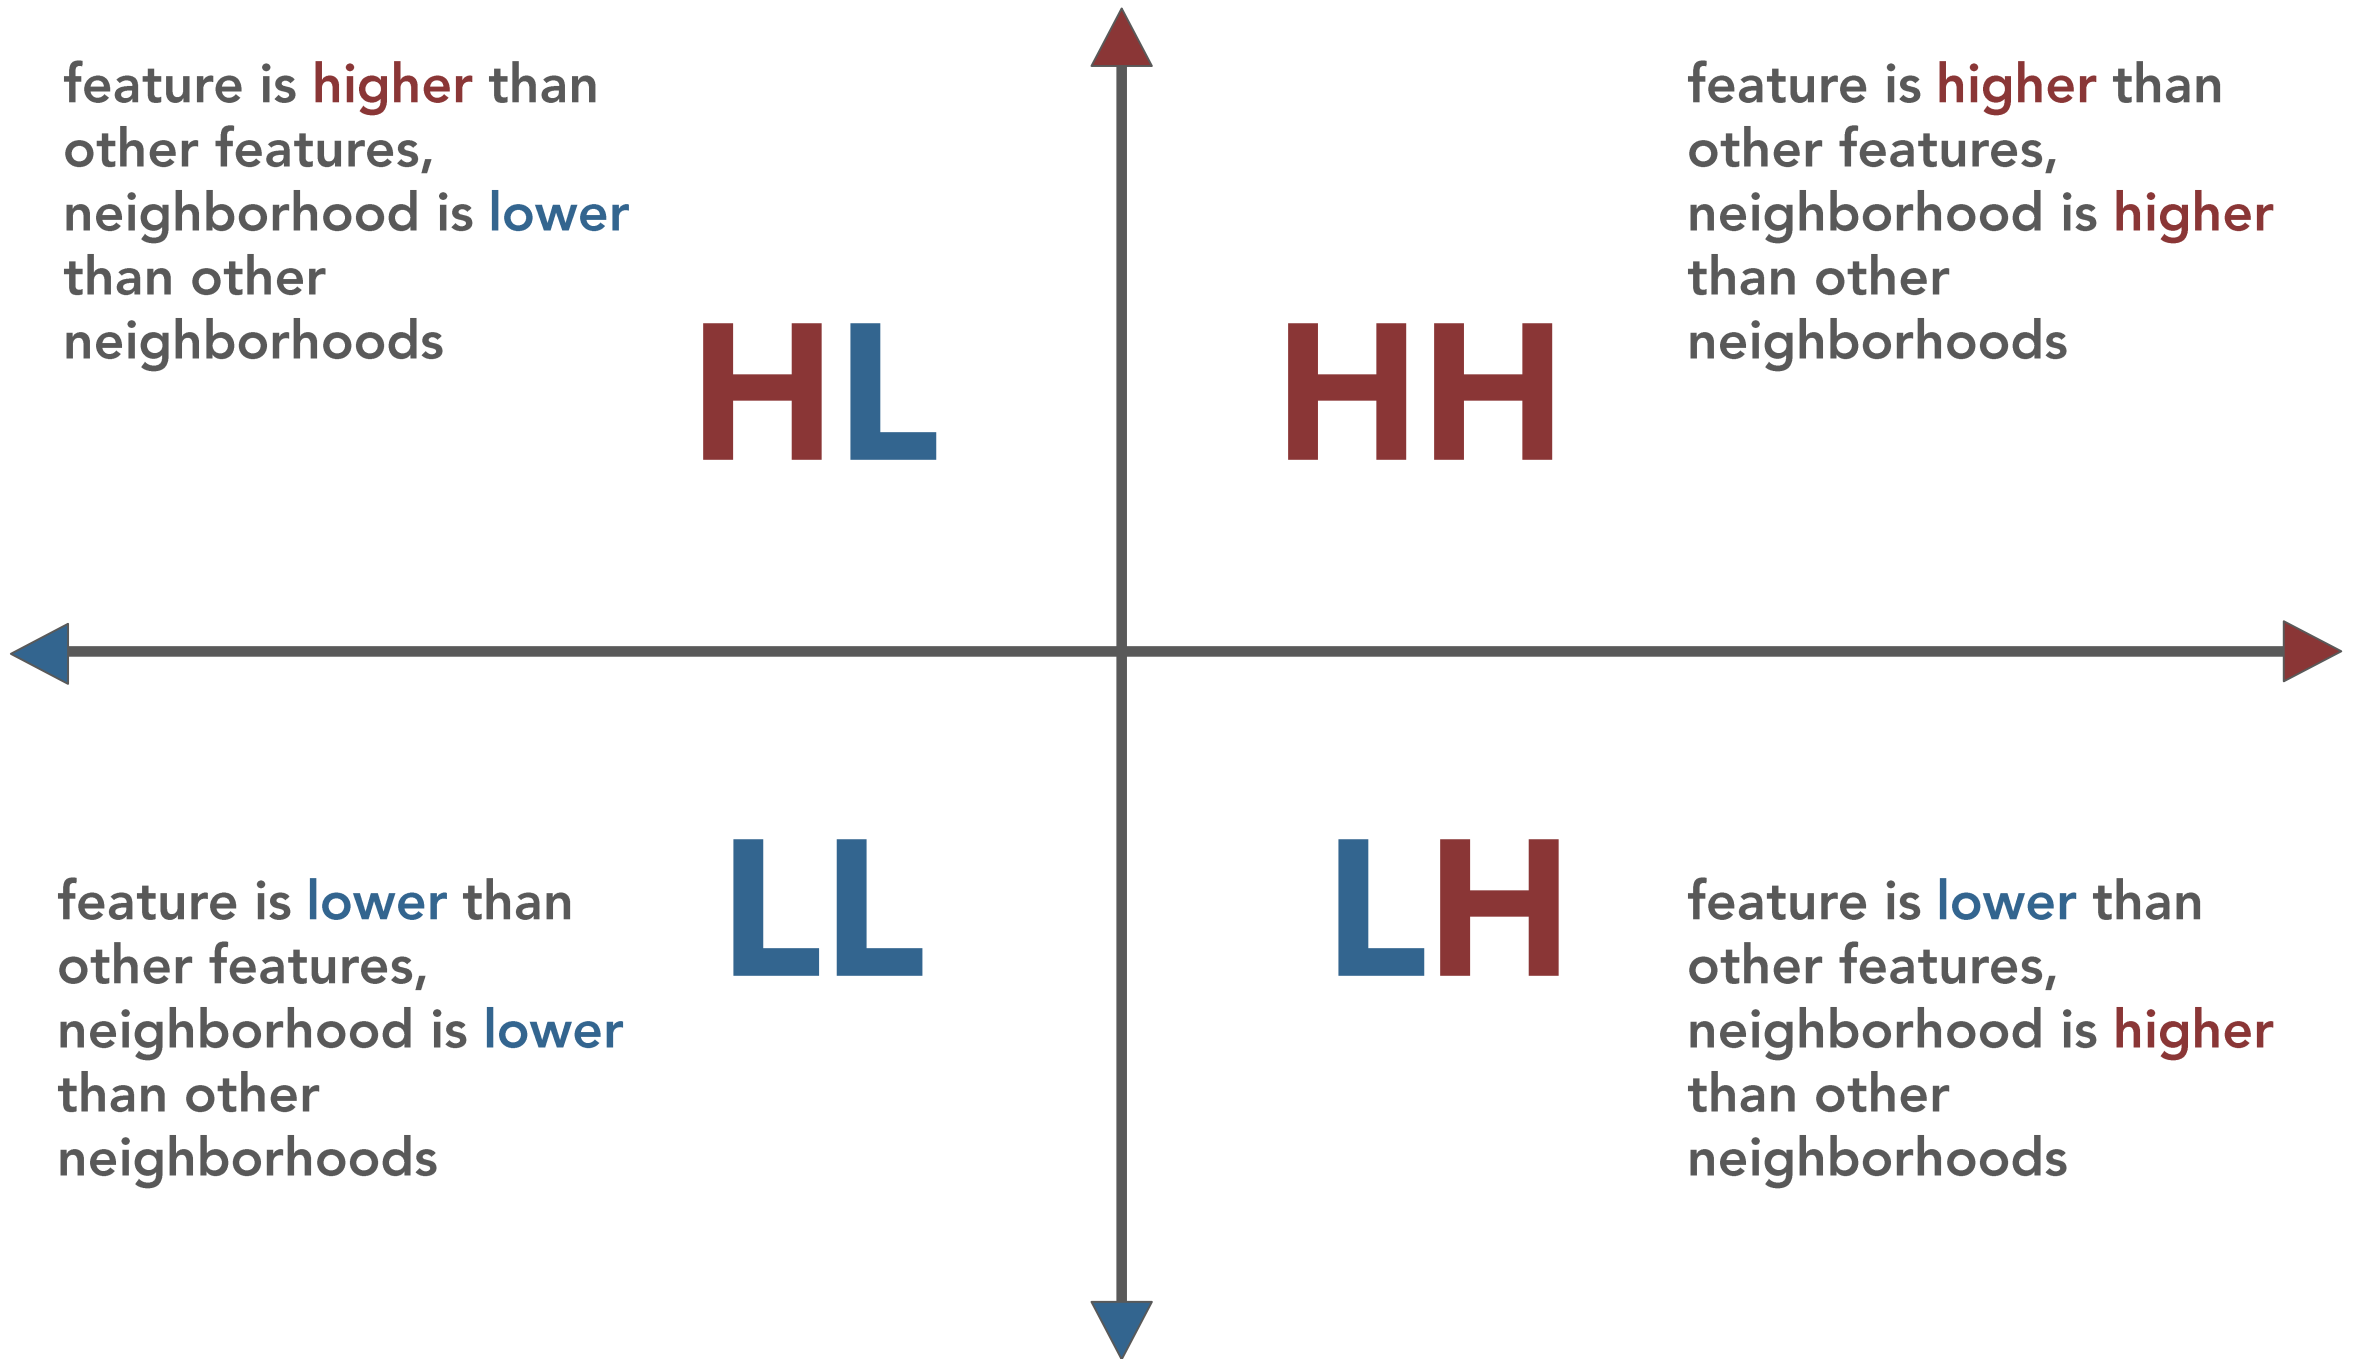 feature is higher than
other features,
neighborhood is lower
than other
neighborhoods
HL
HH
feature is higher than
other features,
neighborhood is higher
than other
neighborhoods
feature is lower than
other features,
neighborhood is lower
than other
neighborhoods
LL
LH
feature is lower than
other features,
neighborhood is higher
than other
neighborhoods